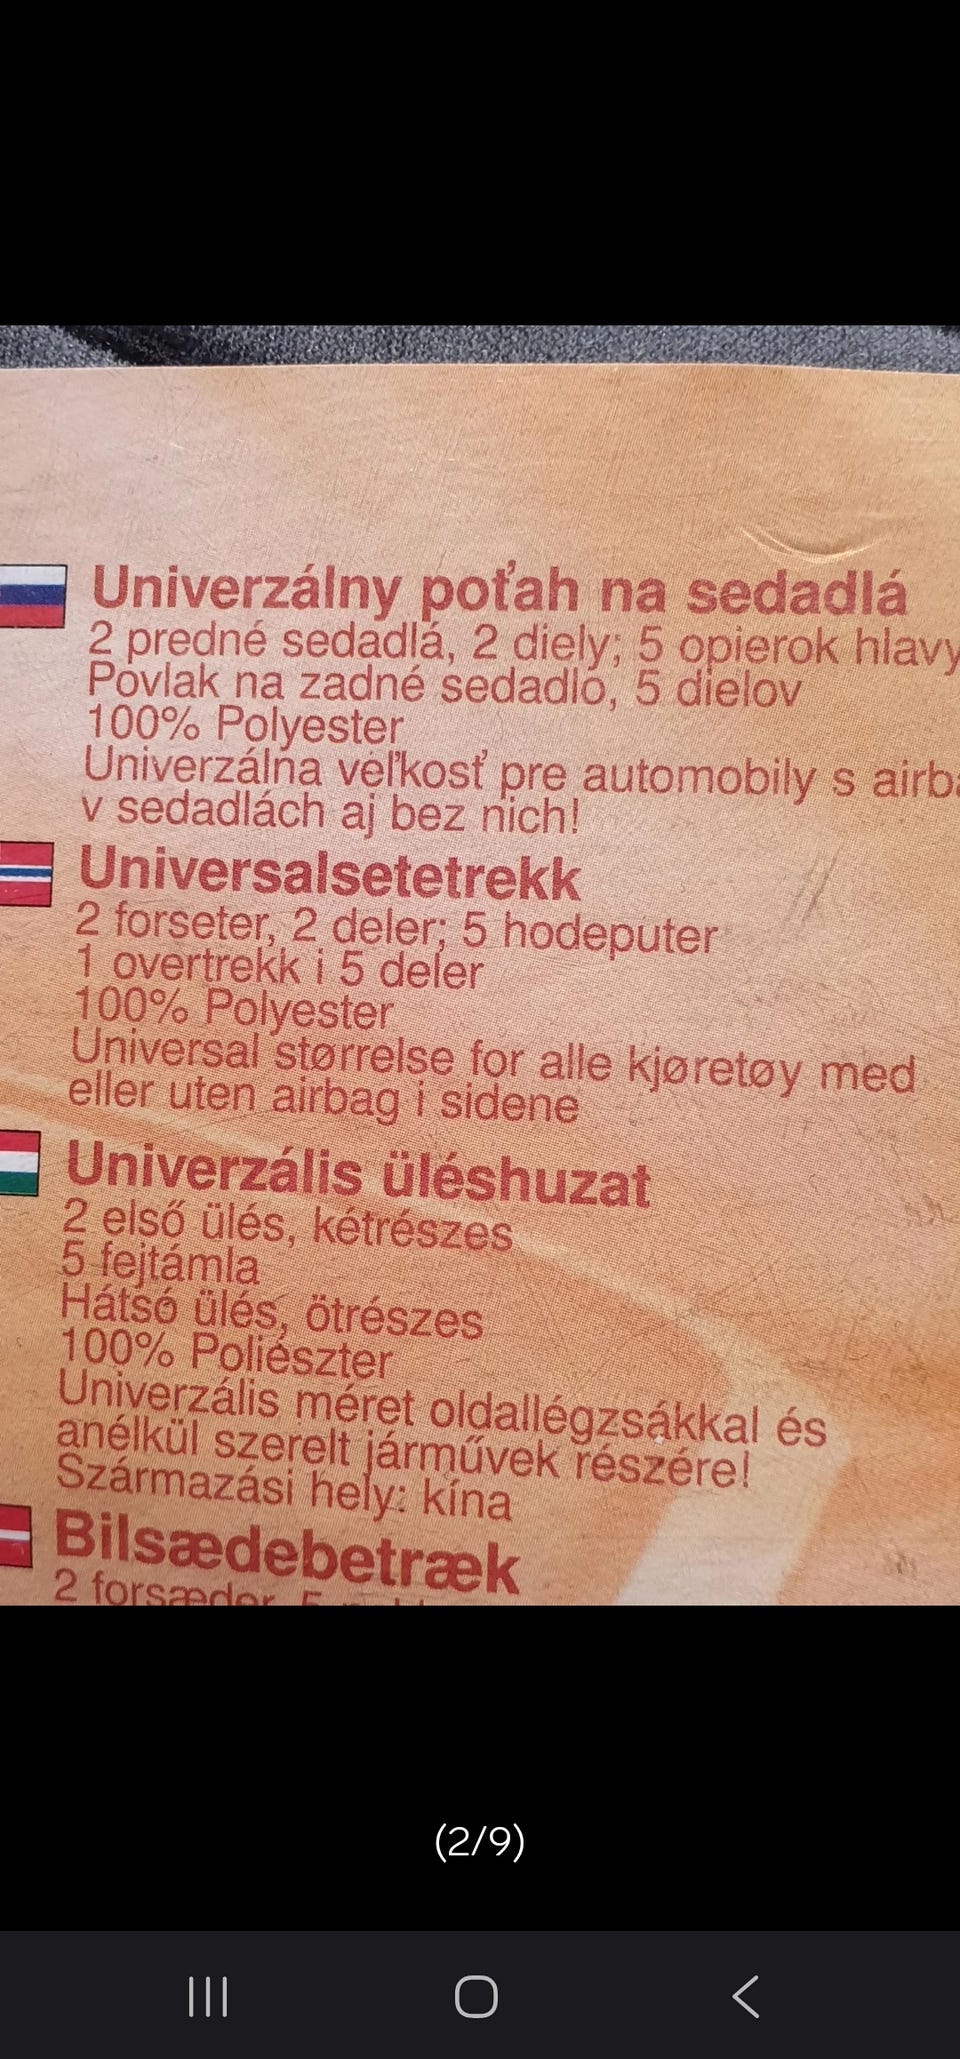 Univerzálny poťah na sedadlá
2 predné sedadlá, 2 diely; 5 opierok hlavy
Povlak na zadné sedadlo, 5 dielov
100% Polyester
Univerzálna veľkosť pre automobily s
v sedadlách aj bez nich!
Universalsetetrekk
2 forseter, 2 deler; 5 hodeputer
1 overtrekk i 5 deler
100% Polyester
Universal størrelse for alle kjøretøy med
eller uten airbag i sidene
Univerzális üléshuzat
2 első ülés, kétrészes
5 fejtámla
Hátsó ülés, ötrészes
100% Poliészter
Univerzális méret oldallégzsákkal és
anélkül szerelt járművek részére!
Származási hely: kína
Bilsædebetræk
2 forsæder, 5
(2/9)